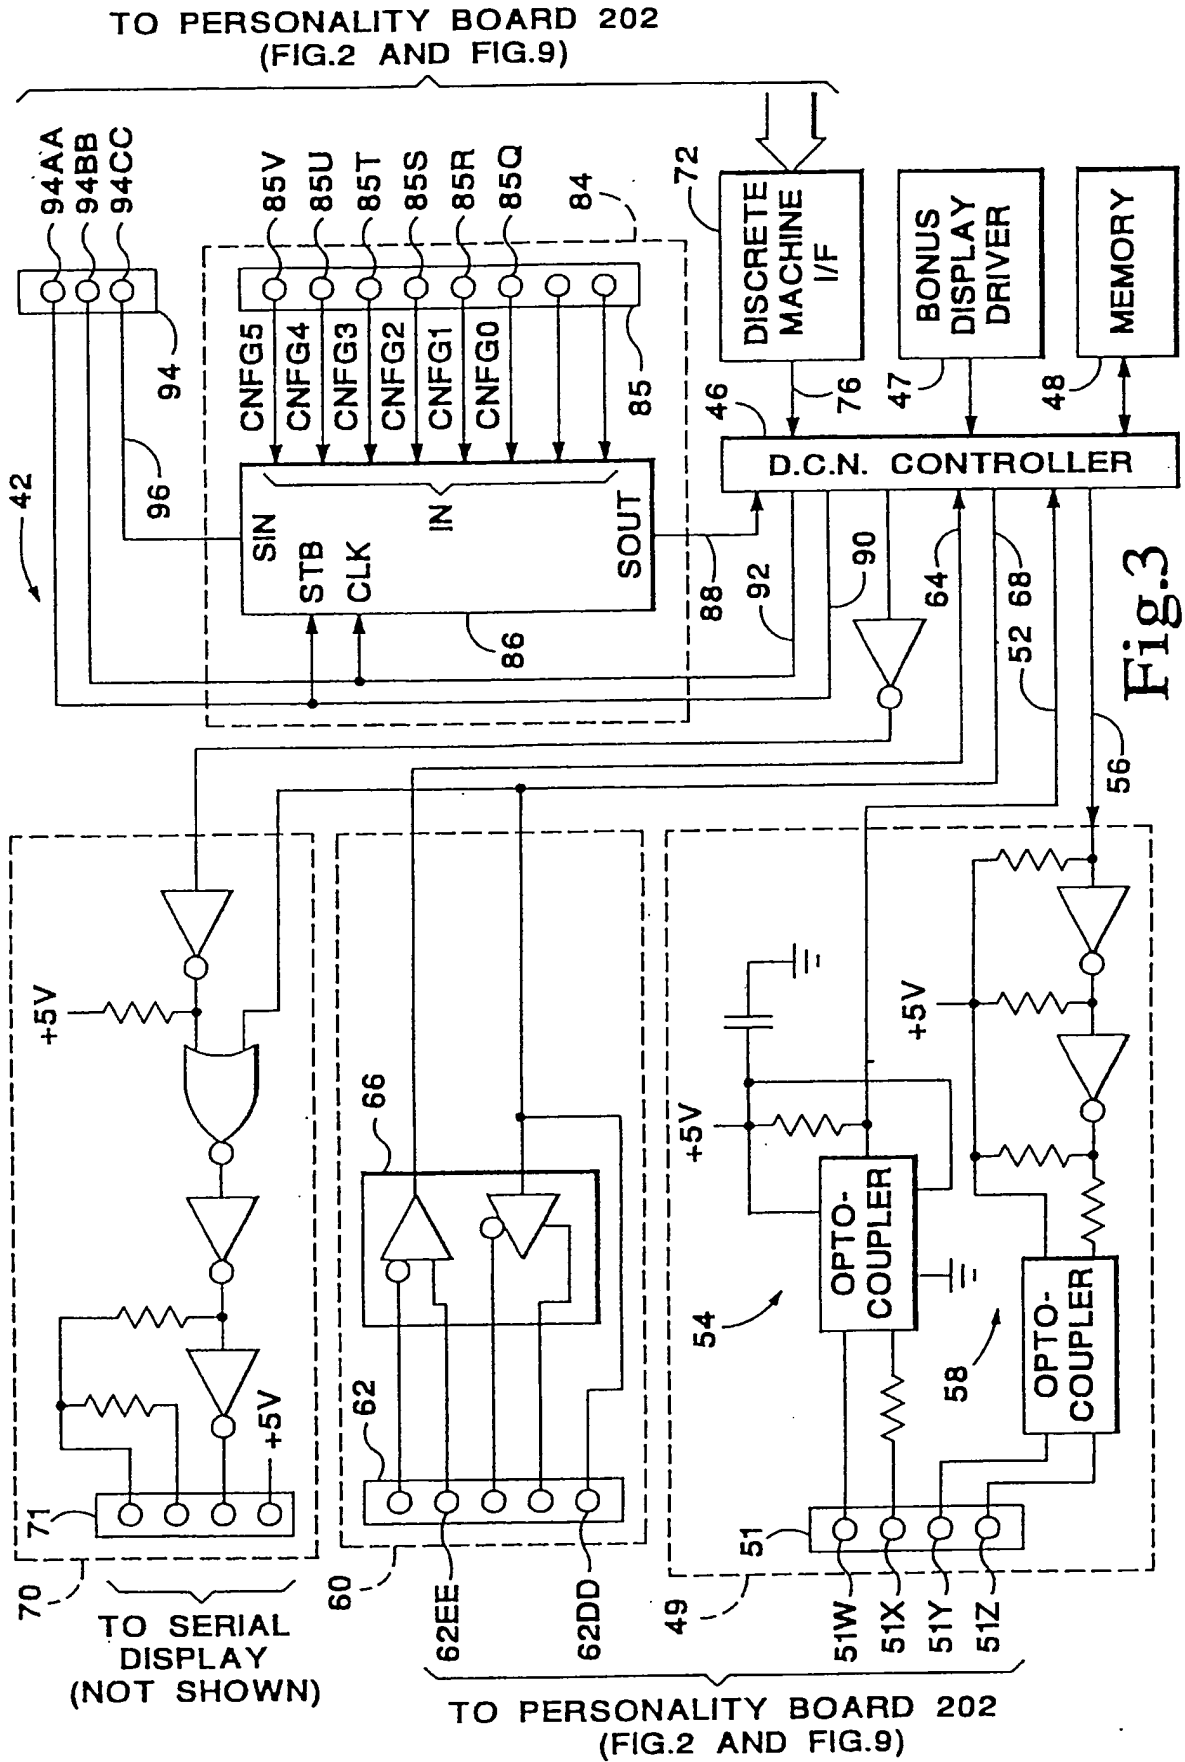 TO PERSONALITY BOARD 202
(FIG.2 AND FIG.9)
94AA
94BB
94CC
94
96
42
85V
85U
85T
85S
85R
85Q
84
CNFG5
CNFG4
CNFG3
CNFG2
CNFG1
CNFG0
85
SIN
STB
CLK
IN
SOUT
86
88
72
DISCRETE
MACHINE
I/F
76
BONUS
DISPLAY
DRIVER
47
MEMORY
48
46
D.C.N. CONTROLLER
92
90
64
68
52
56
Fig.3
+5V
71
+5V
70
TO SERIAL
DISPLAY
(NOT SHOWN)
66
62
60
62EE
62DD
+5V
OPTO-
COUPLER
54
+5V
OPTO-
COUPLER
58
51
49
51W
51X
51Y
51Z
TO PERSONALITY BOARD 202
(FIG.2 AND FIG.9)